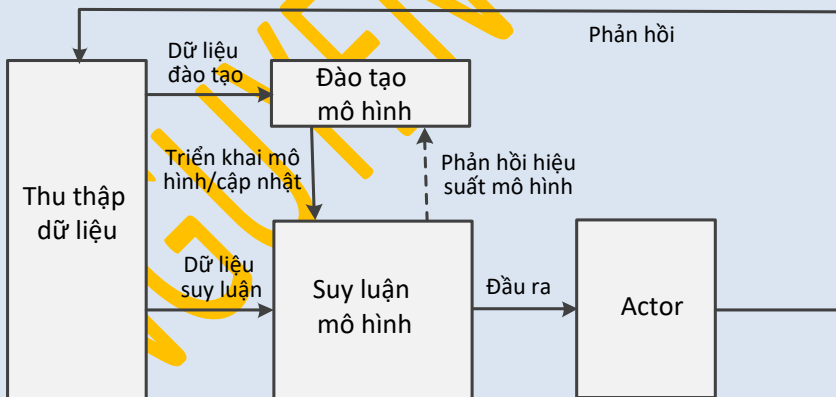 Phản hồi
Dữ liệu
đào tạo
Đào tạo
mô hình
Triển khai mô
hình/cập nhật
Phản hồi hiệu
suất mô hình
Thu thập
dữ liệu
Dữ liệu
suy luận
Suy luận
mô hình
Đầu ra
Actor